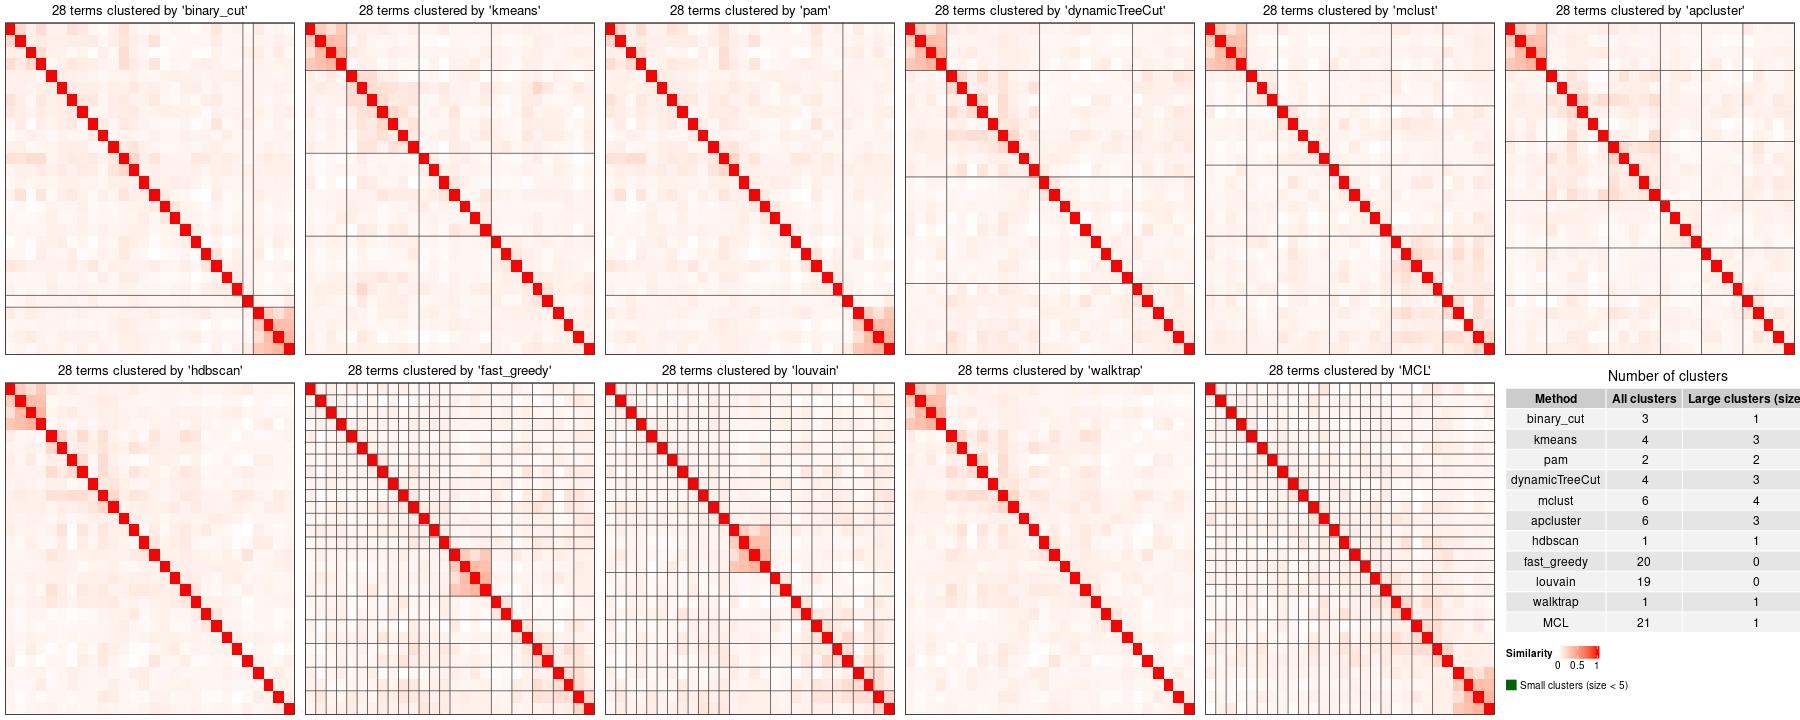 28 terms clustered by 'binary_cut'
28 terms clustered by 'kmeans'
28 terms clustered by 'pam'
28 terms clustered by 'dynamicTreeCut'
28 terms clustered by 'mclust'
28 terms clustered by 'apcluster'
28 terms clustered by 'hdbscan'
28 terms clustered by 'fast_greedy'
28 terms clustered by 'louvain'
28 terms clustered by 'walktrap'
28 terms clustered by 'MCL'
Number of clusters
Method All clusters Large clusters (size
binary_cut 3 1
kmeans 4 3
pam 2 2
dynamicTreeCut 4 3
mclust 6 4
apcluster 6 3
hdbscan 1 1
fast_greedy 20 0
louvain 19 0
walktrap 1 1
MCL 21 1
Similarity
0 0.5 1
Small clusters (size < 5)